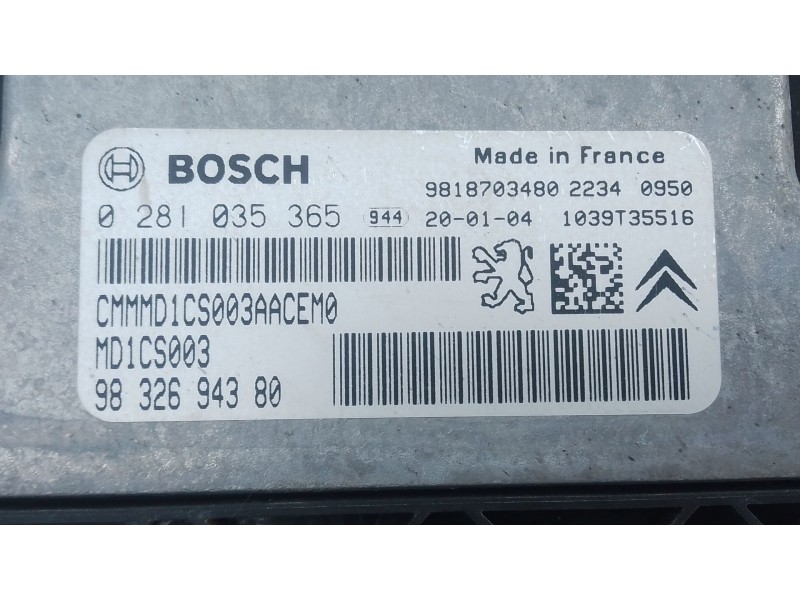 BOSCH Made in France
9818703480 2234 0950
0 281 035 365 944 20-01-04 1039T35516
CMMMD1CS003AACEM0
MD1CS003
98 326 943 80